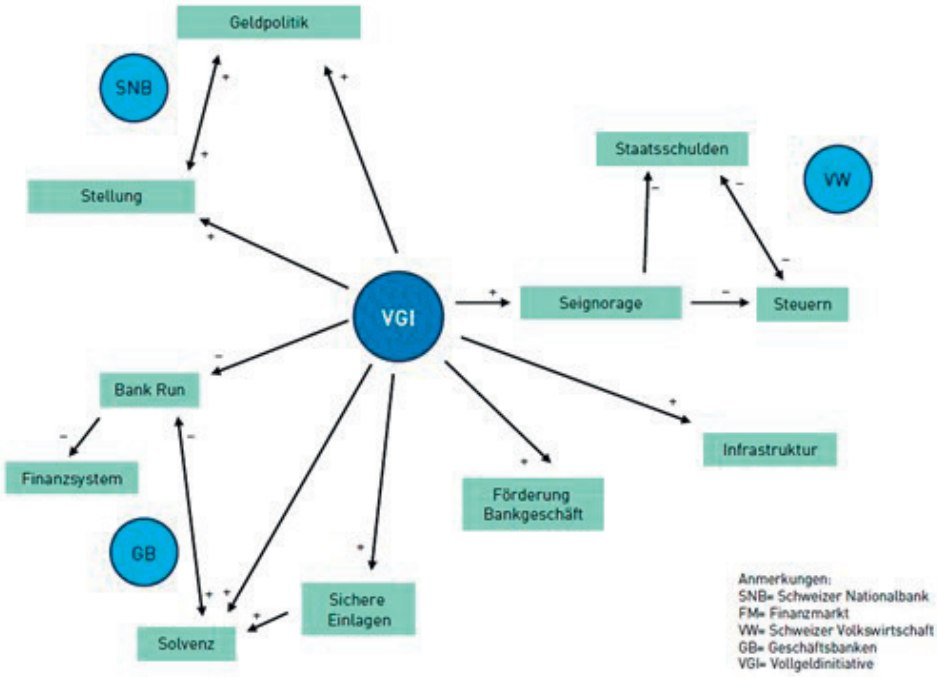 Geldpolitik
SNB
+
+
+
Staatsschulden
VW
Stellung
+
–
–
–
VGI
+
Seignorage
–
Steuern
–
Bank Run
–
–
+
Infrastruktur
Finanzsystem
+
Förderung
Bankgeschäft
GB
+
+
+
+
Sichere
Einlagen
Solvenz
Anmerkungen:
SNB= Schweizer Nationalbank
FM= Finanzmarkt
VW= Schweizer Volkswirtschaft
GB= Geschäftsbanken
VGI= Vollgeldinitiative